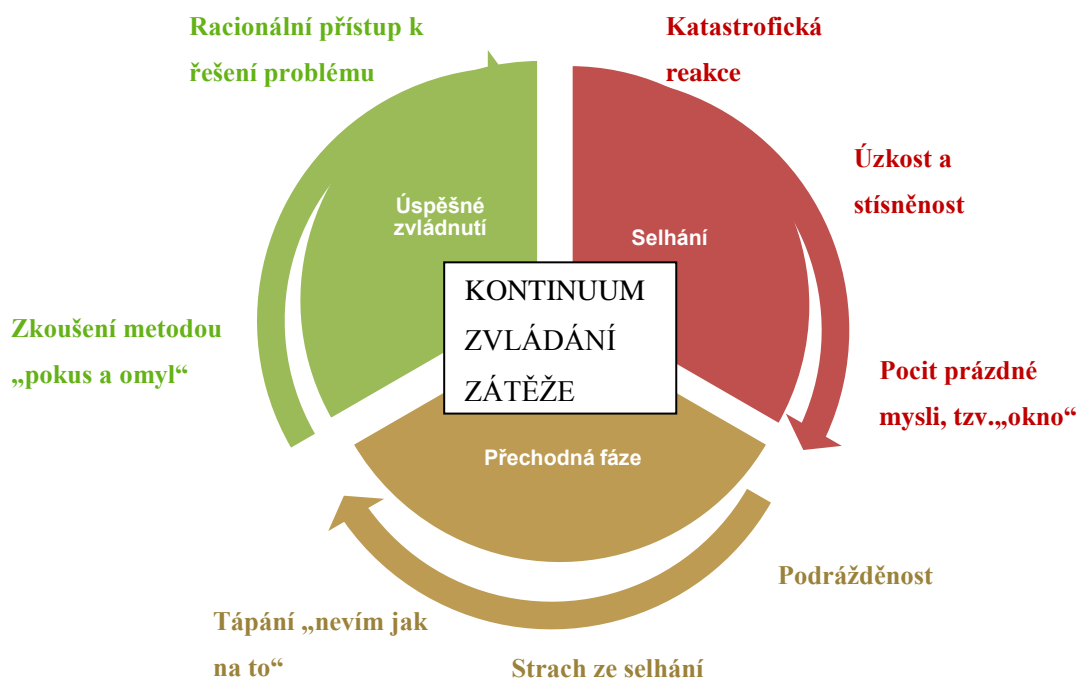 Racionální přístup k
řešení problému
Katastrofická
reakce
Úzkost a
stísněnost
Úspěšné
zvládnutí
Selhání
KONTINUUM
ZVLÁDÁNÍ
ZÁTĚŽE
Zkoušení metodou
„pokus a omyl“
Pocit prázdné
mysli, tzv.„okno“
Přechodná fáze
Podrážděnost
Tápání „nevím jak
na to“
Strach ze selhání